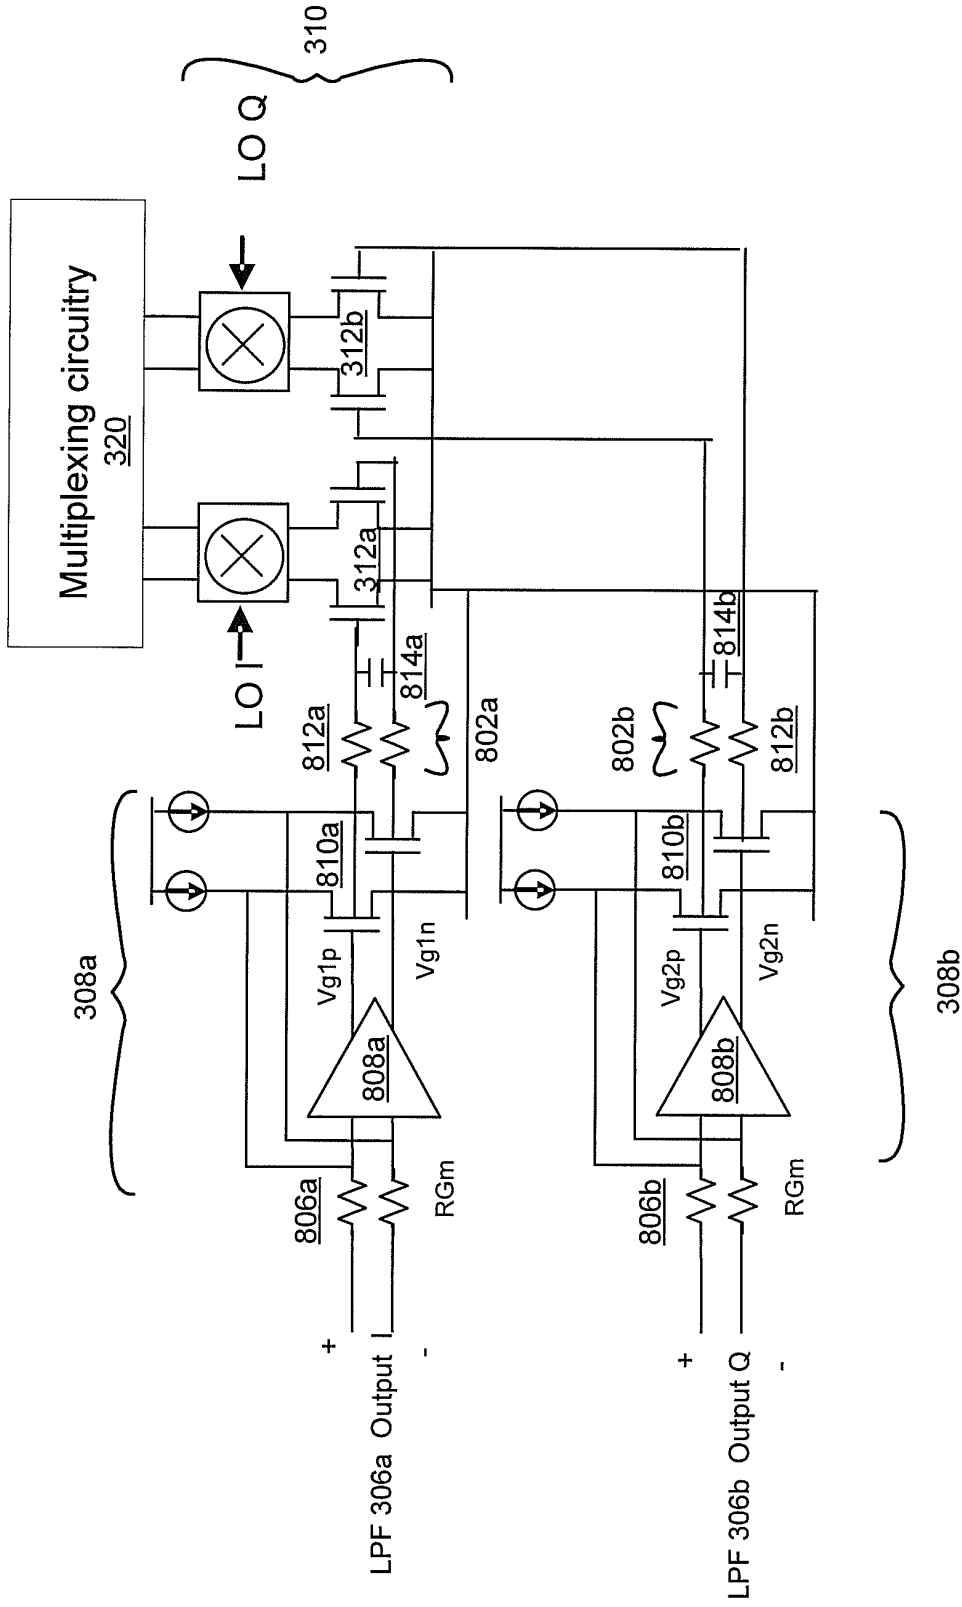 Multiplexing circuitry
320
LO I
LO Q
310
312a
312b
308a
812a
814a
802a
810a
Vg1p
Vg1n
808a
806a
RGm
+
LPF 306a Output I
-
802b
814b
812b
810b
Vg2p
Vg2n
808b
806b
RGm
+
LPF 306b Output Q
-
308b